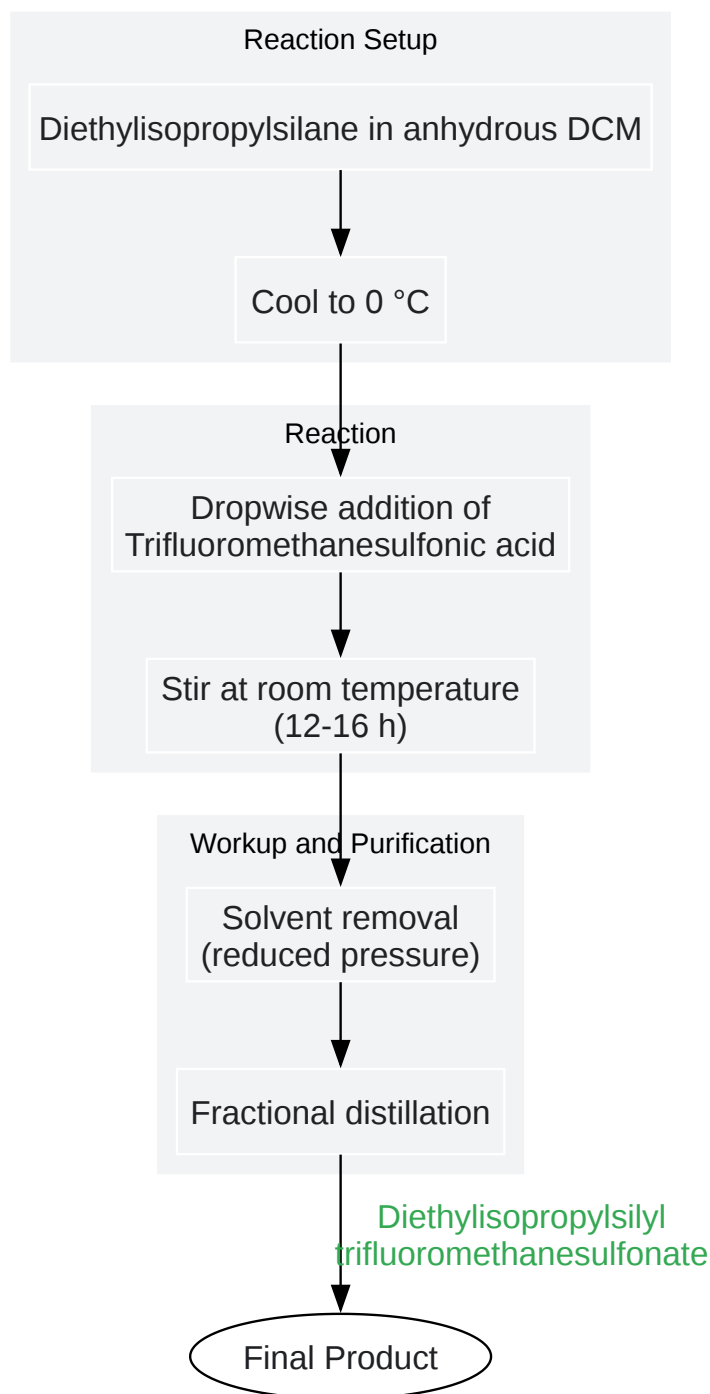 Reaction Setup
Diethylisopropylsilane in anhydrous DCM
Cool to 0 °C
Reaction
Dropwise addition of
Trifluoromethanesulfonic acid
Stir at room temperature
(12-16 h)
Workup and Purification
Solvent removal
(reduced pressure)
Fractional distillation
Diethylisopropylsilyl
trifluoromethanesulfonate
Final Product